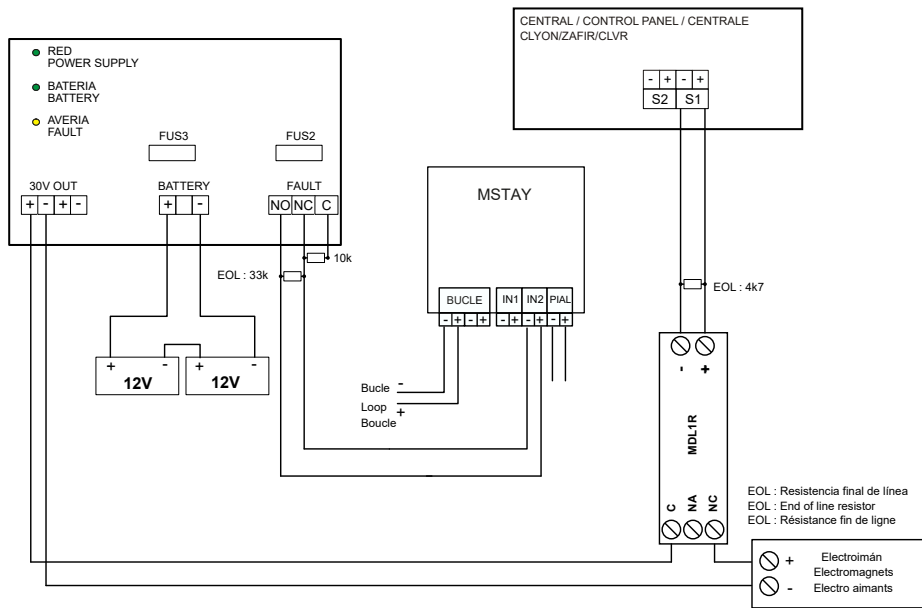 RED
POWER SUPPLY
BATERIA
BATTERY
AVERIA
FAULT
FUS3
FUS2
30V OUT
BATTERY
FAULT
+ - + -
+ -
NO NC C
10k
EOL : 33k
+ -
12V
+ -
12V
CENTRAL / CONTROL PANEL / CENTRALE
CLYON/ZAFIR/CLVR
- + - +
S2 S1
MSTAY
BUCLE IN1 IN2 PIAL
- + - + - + - + - +
Bucle -
Loop +
Boucle
EOL : 4k7
- +
MDL1R
C NA NC
EOL : Resistencia final de línea
EOL : End of line resistor
EOL : Résistance fin de ligne
+ Electroimán
Electromagnets
- Electro aimants